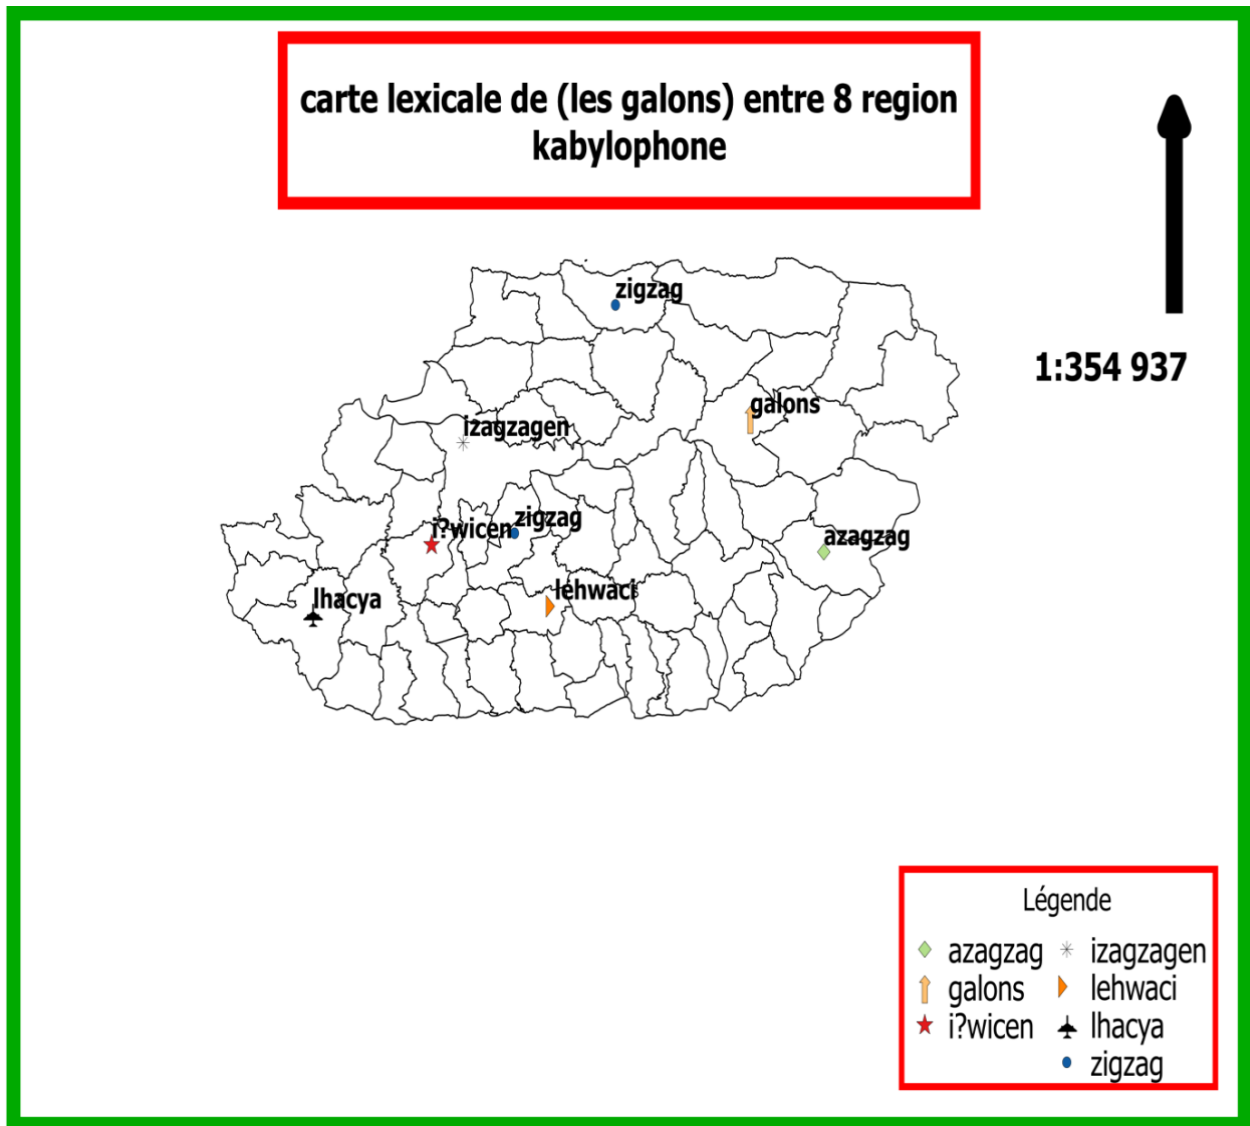 carte lexicale de (les galons) entre 8 region
kabylophone
1:354 937
zigzag
galons
izagzagen
zigzag
i?wicen
azagzag
lehwaci
lhacya
Légende
azagzag
galons
i?wicen
izagzagen
lehwaci
lhacya
zigzag